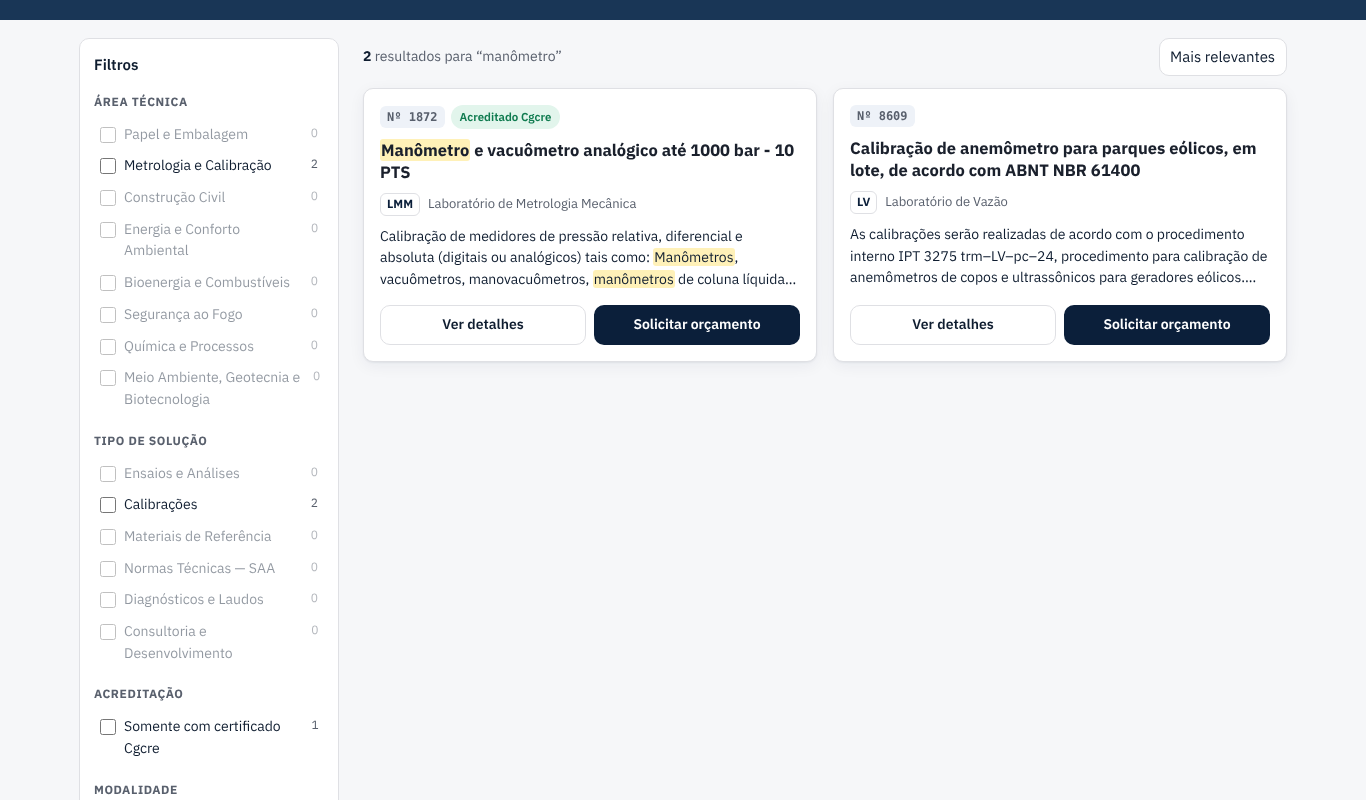 Filtros
ÁREA TÉCNICA
Papel e Embalagem 0
Metrologia e Calibração 2
Construção Civil 0
Energia e Conforto 0
Ambiental
Bioenergia e Combustíveis 0
Segurança ao Fogo 0
Química e Processos 0
Meio Ambiente, Geotecnia e 0
Biotecnologia
TIPO DE SOLUÇÃO
Ensaios e Análises 0
Calibrações 2
Materiais de Referência 0
Normas Técnicas — SAA 0
Diagnósticos e Laudos 0
Consultoria e 0
Desenvolvimento
ACREDITAÇÃO
Somente com certificado 1
Cgcre
MODALIDADE
2 resultados para “manômetro”
Mais relevantes
Nº 1872 Acreditado Cgcre
Manômetro e vacuômetro analógico até 1000 bar - 10
PTS
LMM Laboratório de Metrologia Mecânica
Calibração de medidores de pressão relativa, diferencial e
absoluta (digitais ou analógicos) tais como: Manômetros,
vacuômetros, manovacuômetros, manômetros de coluna líquida...
Ver detalhes Solicitar orçamento
Nº 8609
Calibração de anemômetro para parques eólicos, em
lote, de acordo com ABNT NBR 61400
LV Laboratório de Vazão
As calibrações serão realizadas de acordo com o procedimento
interno IPT 3275 trm–LV–pc–24, procedimento para calibração de
anemômetros de copos e ultrassônicos para geradores eólicos....
Ver detalhes Solicitar orçamento